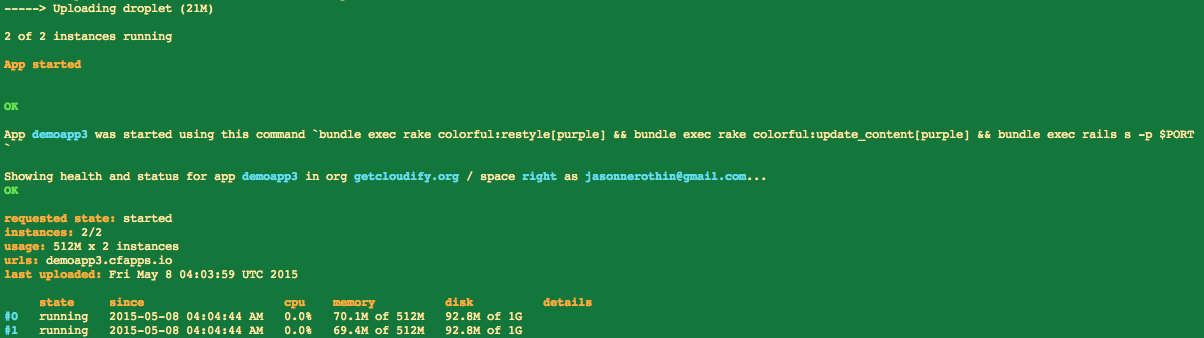 -----> Uploading droplet (21M)
2 of 2 instances running
App started
OK
App demoapp3 was started using this command `bundle exec rake colorful:restyle[purple] && bundle exec rake colorful:update_content[purple] && bundle exec rails s -p $PORT
`
Showing health and status for app demoapp3 in org getcloudify.org / space right as jasonnerothin@gmail.com...
OK
requested state: started
instances: 2/2
usage: 512M x 2 instances
urls: demoapp3.cfapps.io
last uploaded: Fri May 8 04:03:59 UTC 2015
state since cpu memory disk details
#0 running 2015-05-08 04:04:44 AM 0.0% 70.1M of 512M 92.8M of 1G
#1 running 2015-05-08 04:04:44 AM 0.0% 69.4M of 512M 92.8M of 1G